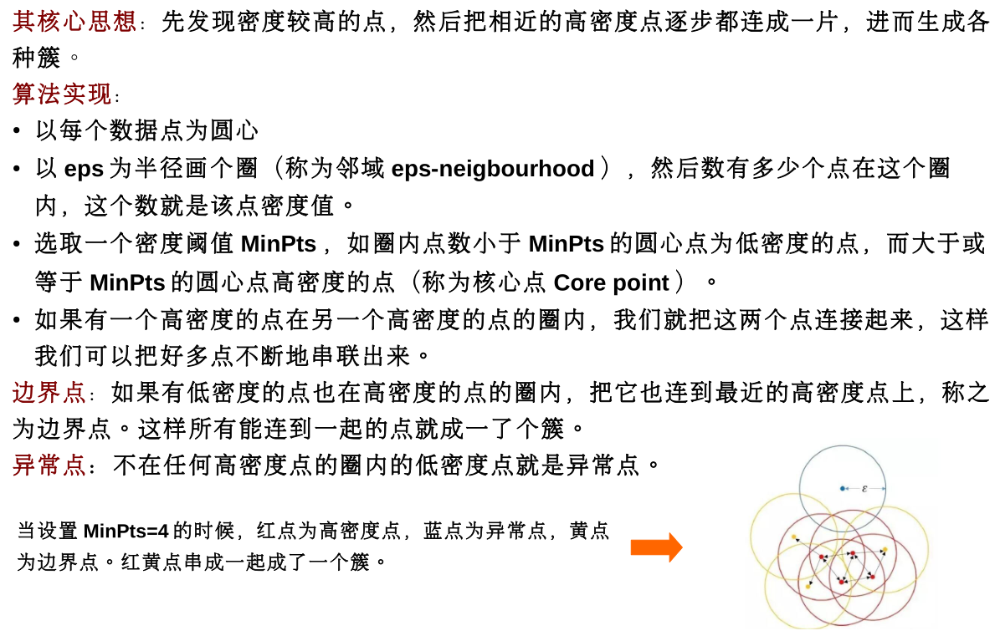 其核心思想：先发现密度较高的点，然后把相近的高密度点逐步都连成一片，进而生成各
种簇。
算法实现：
• 以每个数据点为圆心
• 以 eps 为半径画个圈（称为邻域 eps-neigbourhood），然后数有多少个点在这个圈
内，这个数就是该点密度值。
• 选取一个密度阈值 MinPts ，如圈内点数小于 MinPts 的圆心点为低密度的点，而大于或
等于 MinPts 的圆心点高密度的点（称为核心点 Core point ）。
• 如果有一个高密度的点在另一个高密度的点的圈内，我们就把这两个点连接起来，这样
我们可以把好多点不断地串联出来。
边界点：如果有低密度的点也在高密度的点的圈内，把它也连到最近的高密度点上，称之
为边界点。这样所有能连到一起的点就成一了个簇。
异常点：不在任何高密度点的圈内的低密度点就是异常点。
ε
当设置 MinPts=4 的时候，红点为高密度点，蓝点为异常点，黄点
为边界点。红黄点串成一起成了一个簇。